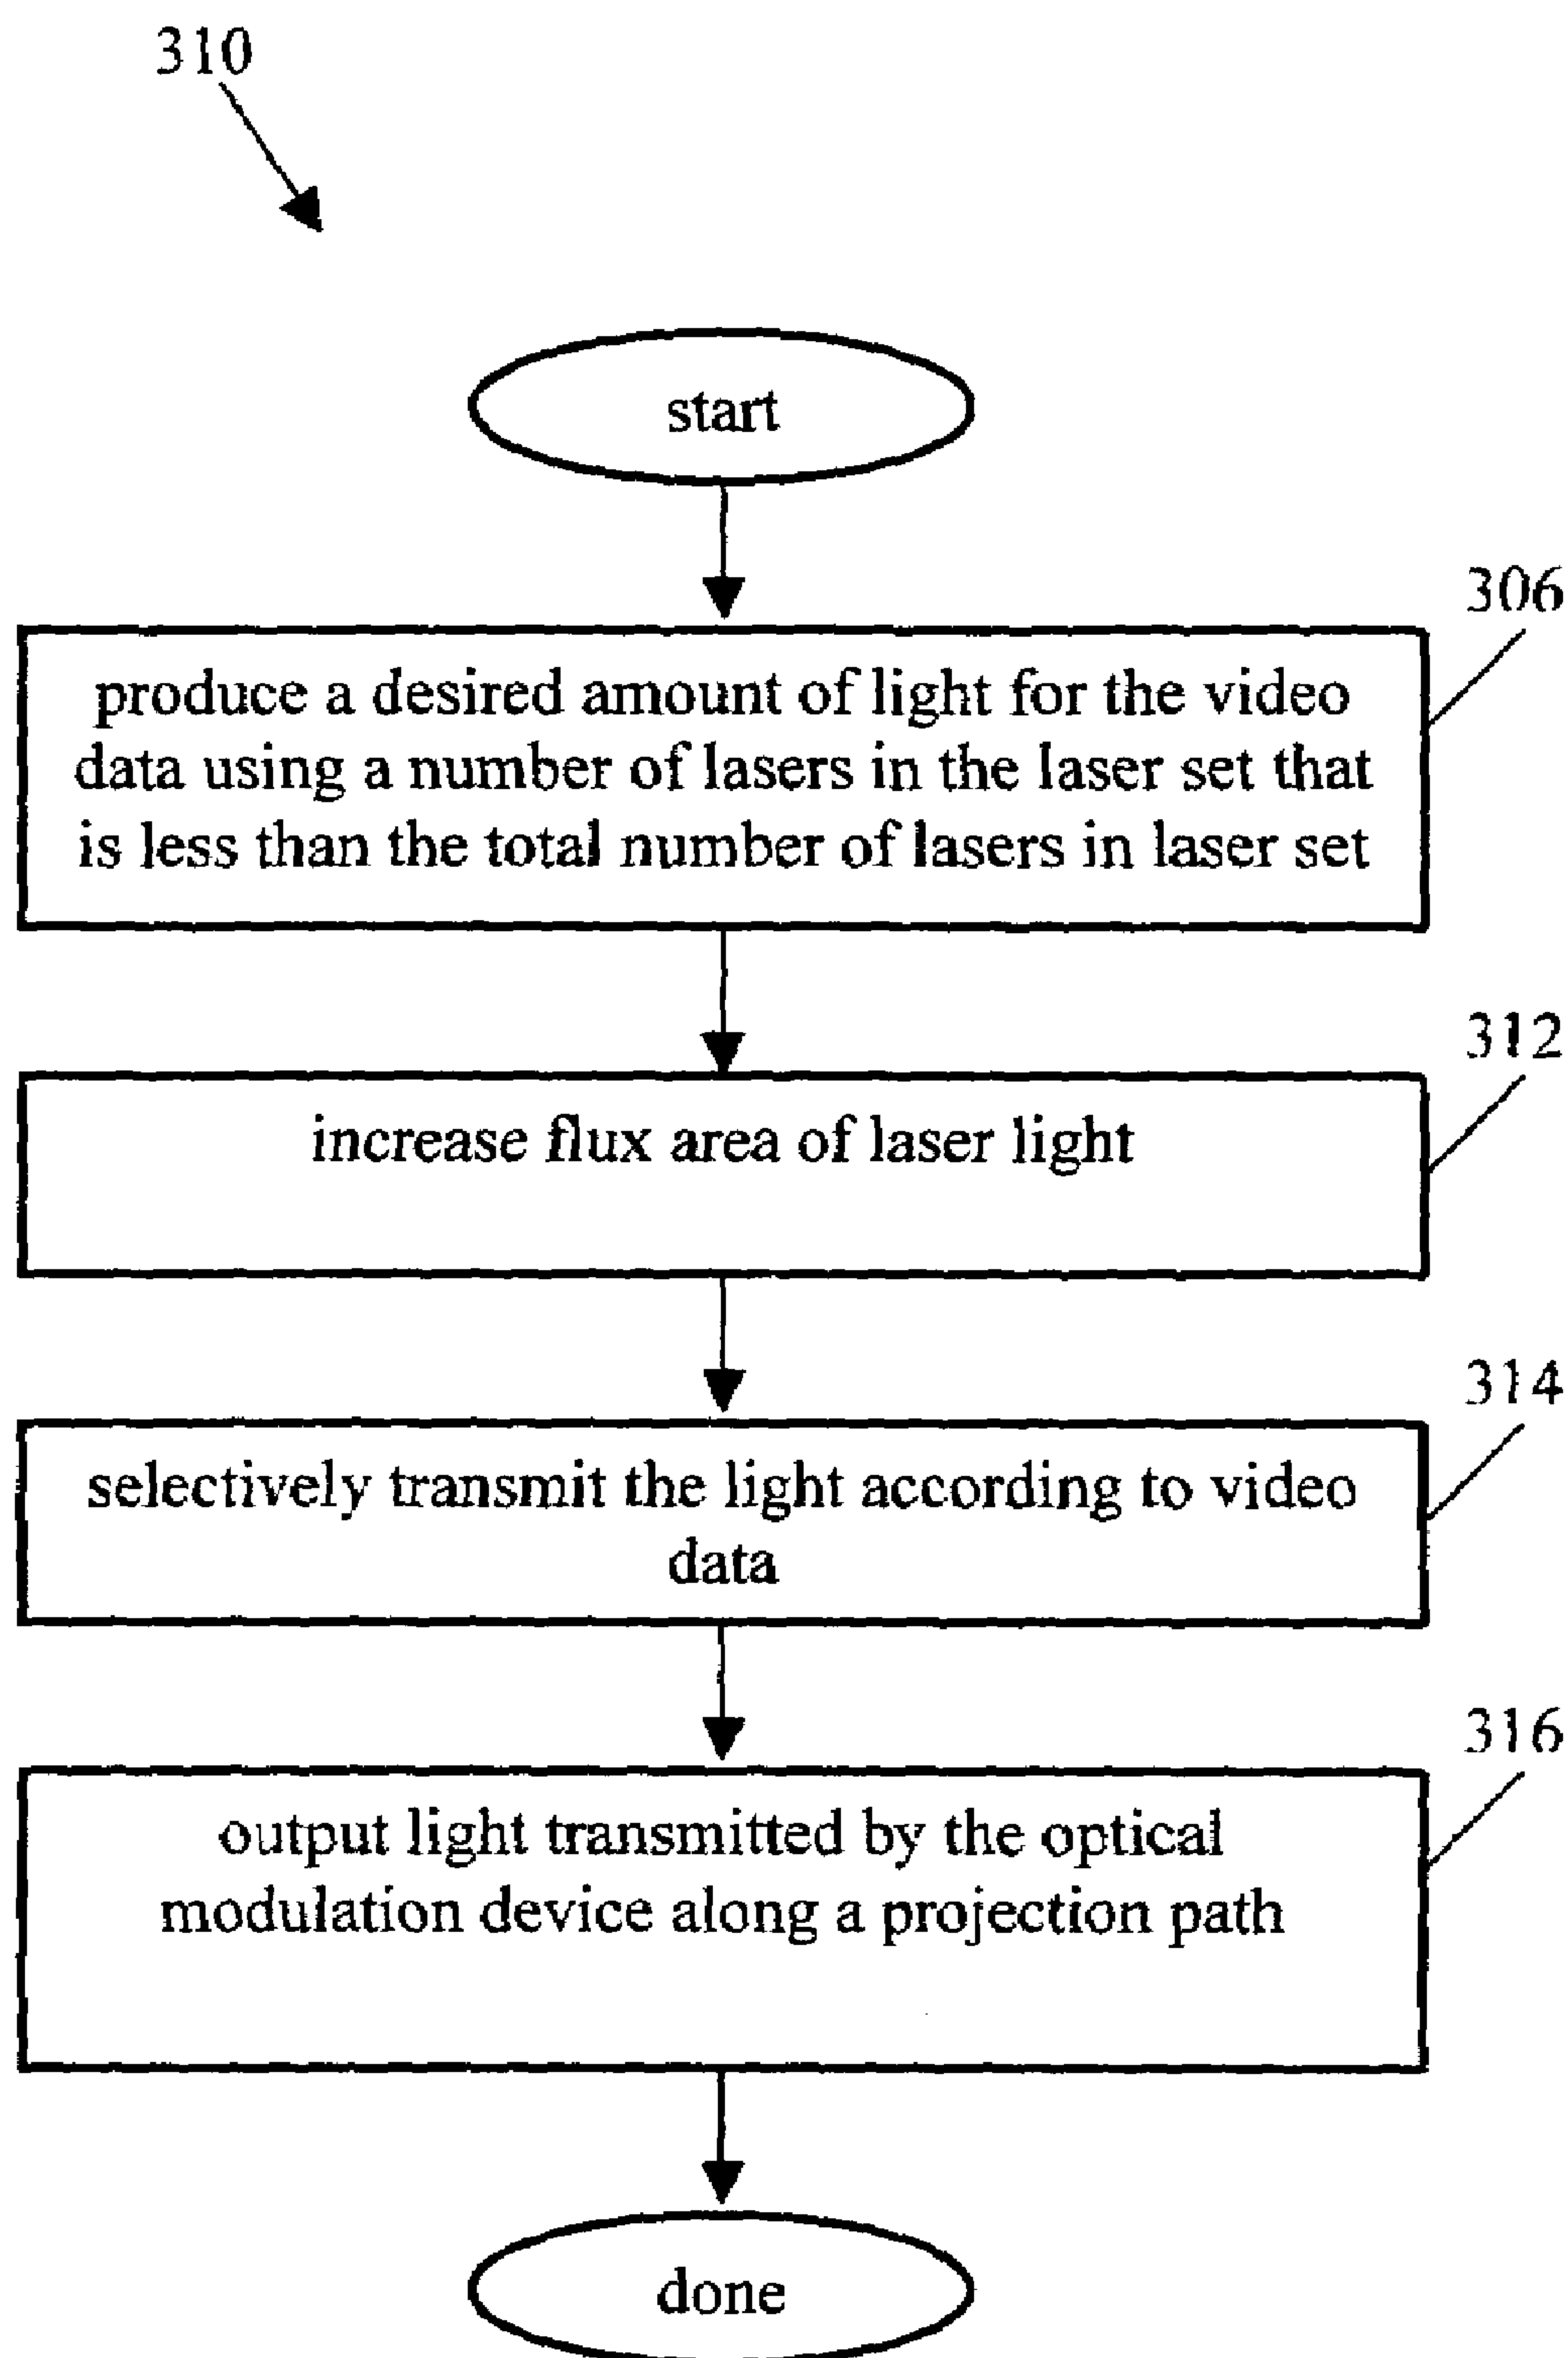 310
start
306
produce a desired amount of light for the video
data using a number of lasers in the laser set that
is less than the total number of lasers in laser set
312
increase flux area of laser light
314
selectively transmit the light according to video
data
316
output light transmitted by the optical
modulation device along a projection path
done